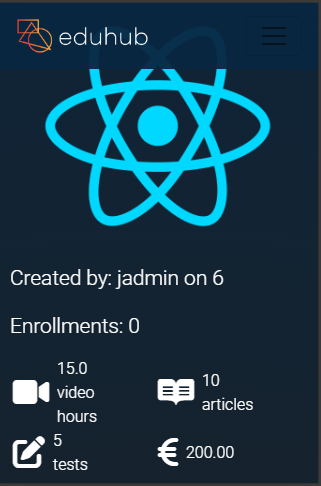 eduhub
Created by: jadmin on 6
Enrollments: 0
15.0
video
hours
10
articles
5
tests
€ 200.00